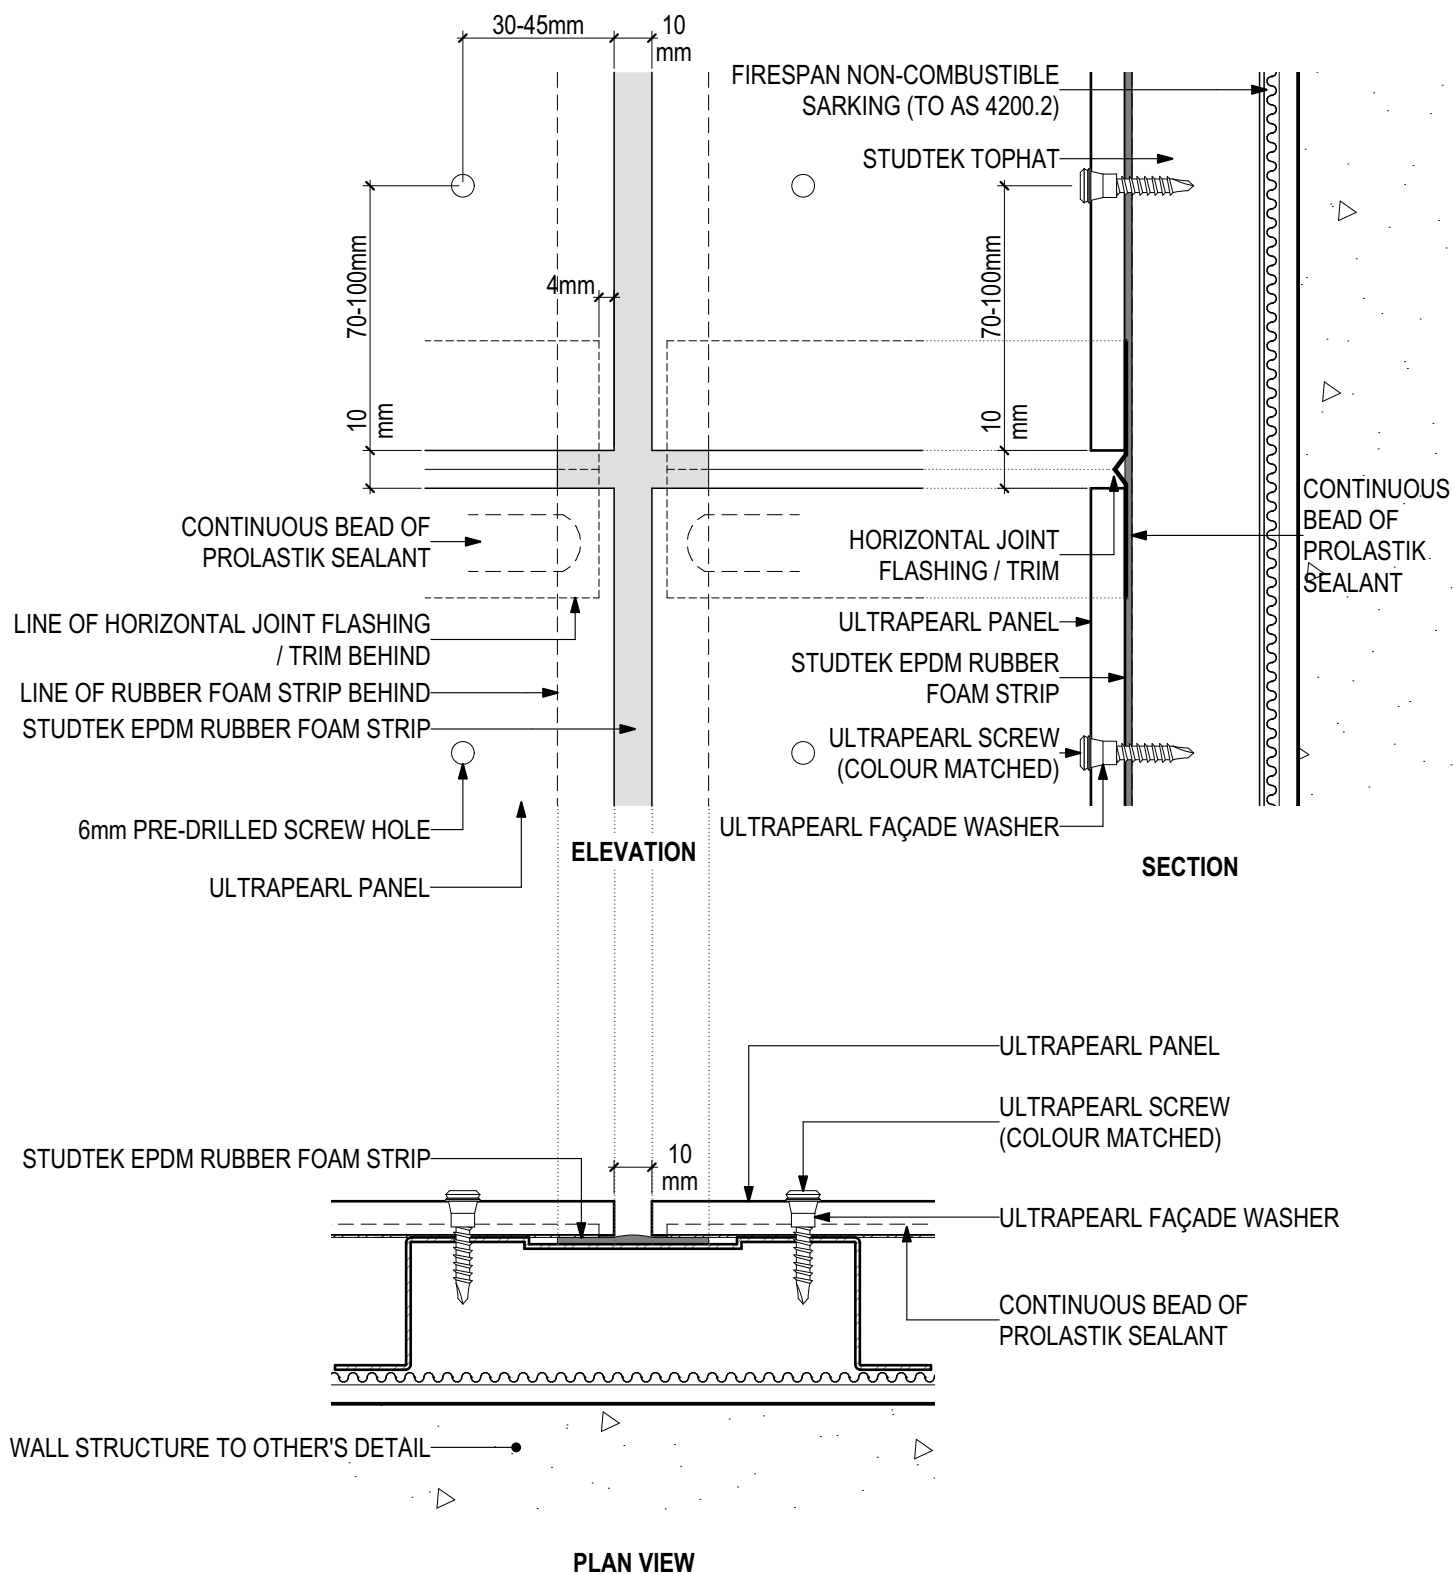 30-45mm
10
mm
FIRESPAN NON-COMBUSTIBLE
SARKING (TO AS 4200.2)
STUDTEK TOPHAT
70-100mm
4mm
70-100mm
10
mm
10
mm
CONTINUOUS BEAD OF
PROLASTIK SEALANT
HORIZONTAL JOINT
FLASHING / TRIM
CONTINUOUS
BEAD OF
PROLASTIK
SEALANT
LINE OF HORIZONTAL JOINT FLASHING
/ TRIM BEHIND
ULTRAPEARL PANEL
LINE OF RUBBER FOAM STRIP BEHIND
STUDTEK EPDM RUBBER
FOAM STRIP
STUDTEK EPDM RUBBER FOAM STRIP
ULTRAPEARL SCREW
(COLOUR MATCHED)
6mm PRE-DRILLED SCREW HOLE
ULTRAPEARL FAÇADE WASHER
ELEVATION
SECTION
ULTRAPEARL PANEL
ULTRAPEARL PANEL
ULTRAPEARL SCREW
(COLOUR MATCHED)
STUDTEK EPDM RUBBER FOAM STRIP
10
mm
ULTRAPEARL FAÇADE WASHER
CONTINUOUS BEAD OF
PROLASTIK SEALANT
WALL STRUCTURE TO OTHER'S DETAIL
PLAN VIEW